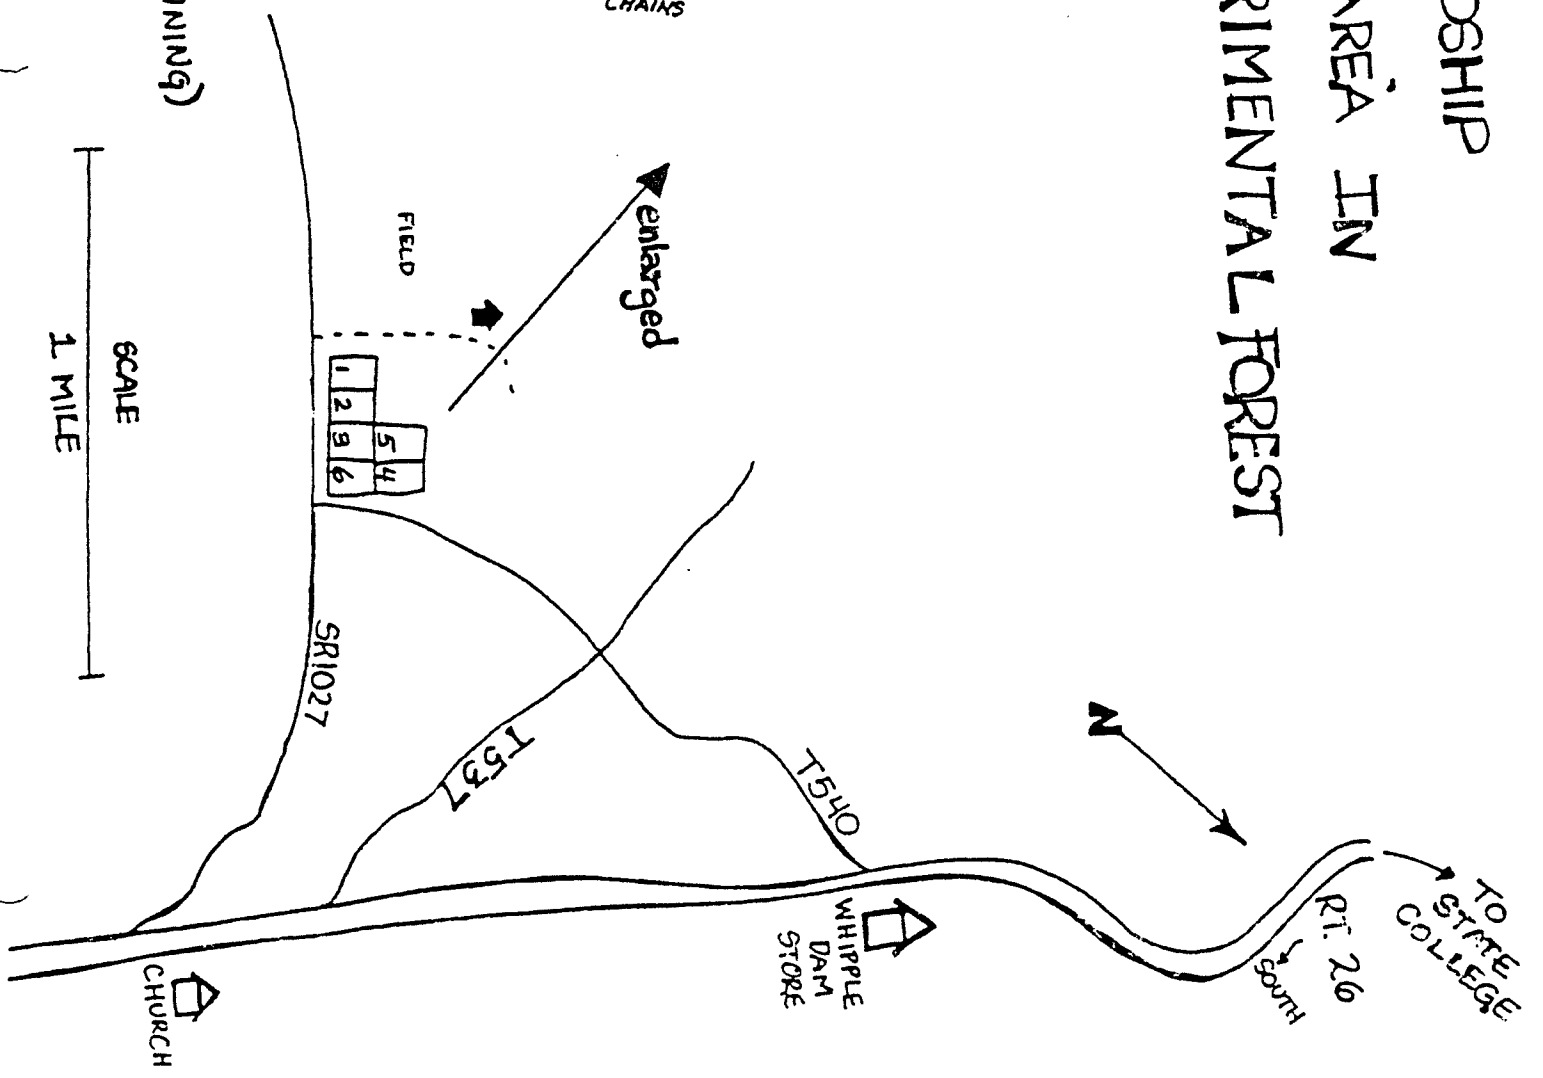 DSHIP
AREA IN
RIMENTAL FOREST
CHAINS
NING)
enlarged
FIELD
1
2
3
6
5
4
SCALE
1 MILE
SR1027
T537
T540
N
TO
STATE
COLLEGE
RT. 26
SOUTH
WHIPPLE
DAM
STORE
CHURCH